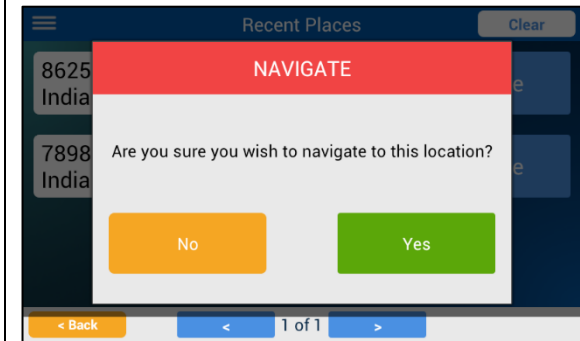 Recent Places
Clear
8625
India
NAVIGATE
e
7898
India
Are you sure you wish to navigate to this location?
e
No
Yes
< Back
<
1 of 1
>